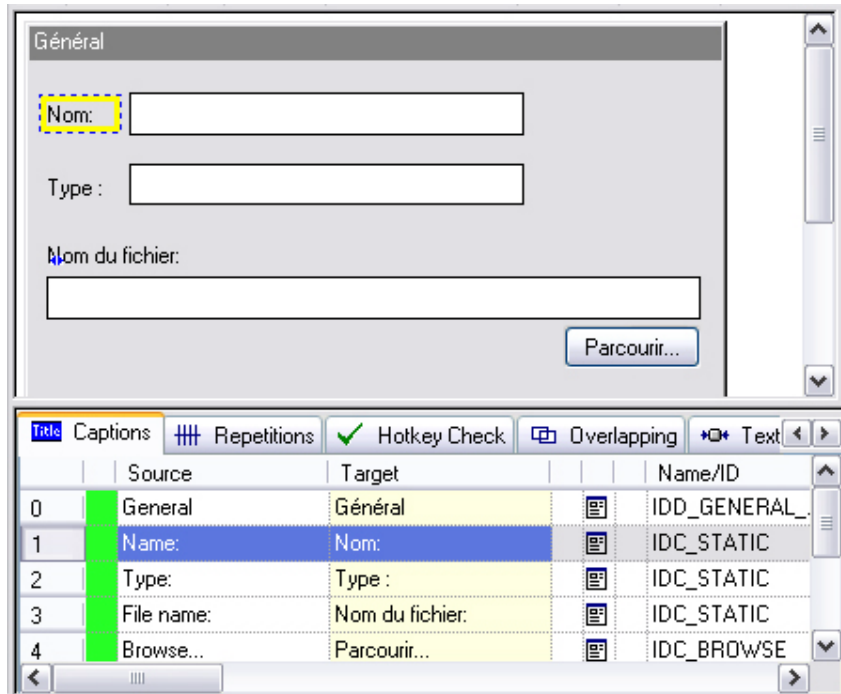 Général
Nom:
Type :
Nom du fichier:
Parcourir...
Title Captions Repetitions Hotkey Check Overlapping Text
Source Target Name/ID
0 General Général IDD_GENERAL_
1 Name: Nom: IDC_STATIC
2 Type: Type : IDC_STATIC
3 File name: Nom du fichier: IDC_STATIC
4 Browse... Parcourir... IDC_BROWSE